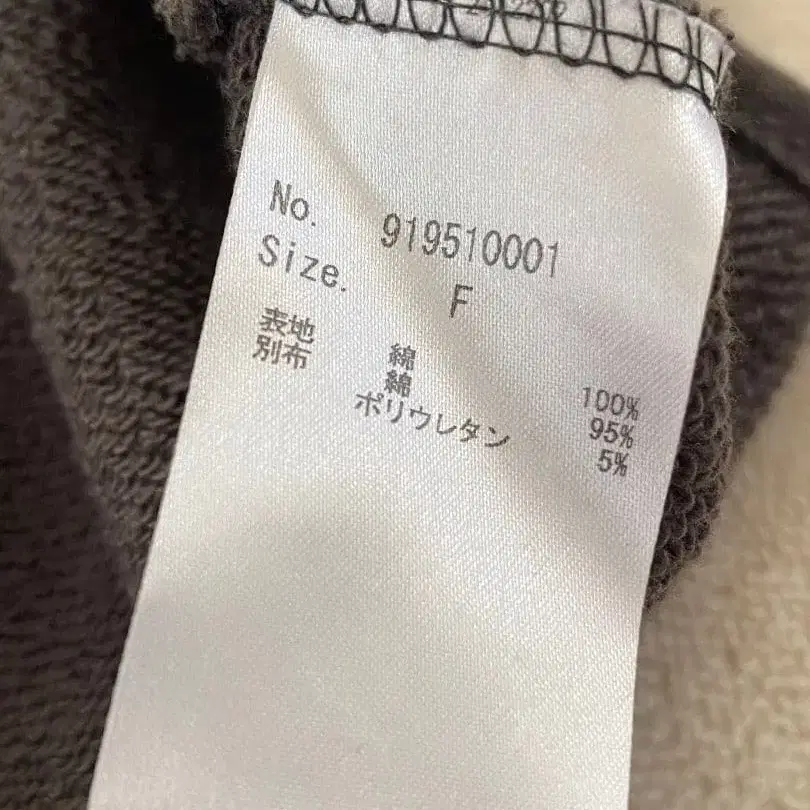 No. 919510001
Size. F
表地 綿 100%
別布 綿 95%
ポリウレタン 5%